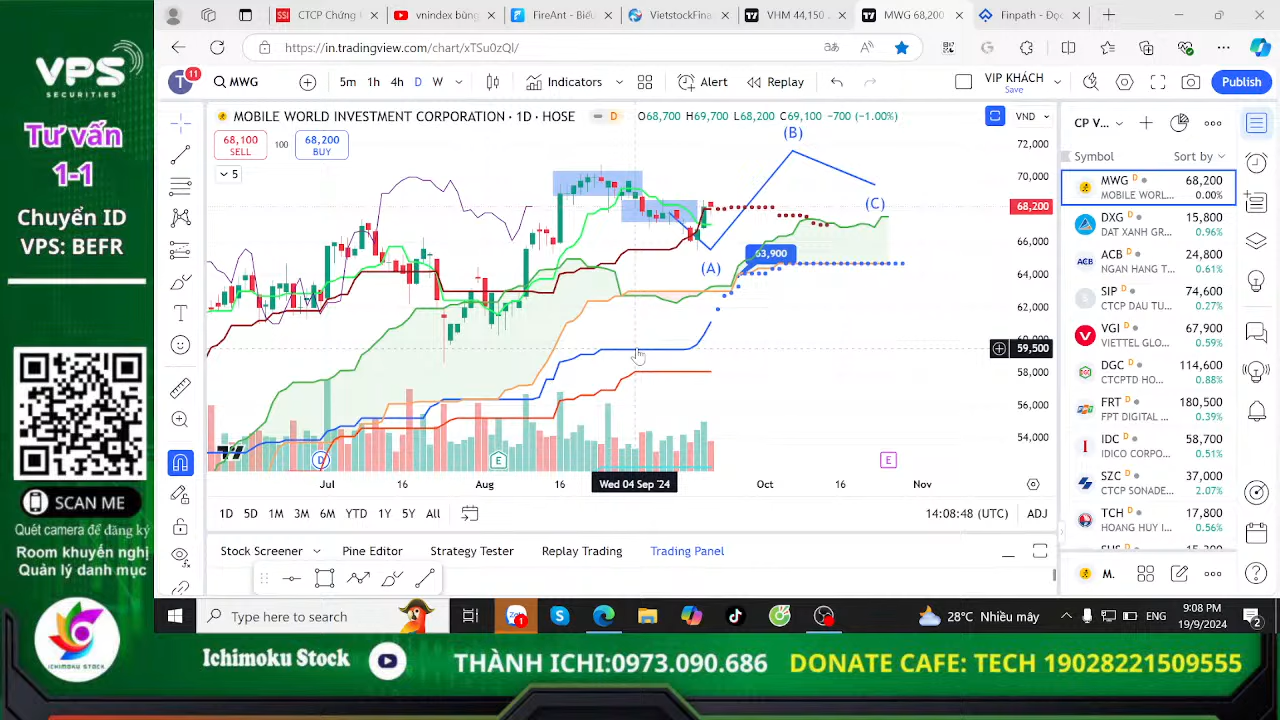 VPS
SECURITIES
Tư vấn
1-1
Chuyển ID
VPS: BEFR
SCAN ME
Quét camera để đăng ký
Room khuyến nghị
Quản lý danh mục
ICHIMOKU STOCK
CTCP Chứng
vnindex bùng
FireAnt - Biểu
VietstockFina
VHM 44,150
MWG 68,200
Finpath - Đọc
https://in.tradingview.com/chart/xTSu0zQl/
T
11
MWG
5m 1h 4h D W
Indicators
Alert
Replay
VIP KHÁCH
Save
Publish
MOBILE WORLD INVESTMENT CORPORATION · 1D · HOSE
D
O68,700 H69,700 L68,200 C69,100 −700 (−1.00%)
VND
68,100
SELL
100
68,200
BUY
5
(B)
(C)
(A)
63,900
72,000
70,000
68,200
66,000
64,000
62,000
60,000
59,500
58,000
56,000
54,000
D
E
E
Jul
16
Aug
16
Wed 04 Sep '24
Oct
16
Nov
1D 5D 1M 3M 6M YTD 1Y 5Y All
14:08:48 (UTC)
ADJ
Stock Screener
Pine Editor
Strategy Tester
Replay Trading
Trading Panel
CP V...
Symbol
Sort by
MWG D 68,200
MOBILE WORL... 0.00%
DXG D 15,800
DAT XANH GR... 0.96%
ACB D 24,800
NGAN HANG T... 0.61%
SIP D 74,600
CTCP DAU TU... 0.27%
VGI D 67,900
VIETTEL GLO... 0.59%
DGC D 114,600
CTCPTD HO... 0.88%
FRT D 180,500
FPT DIGITAL ... 0.39%
IDC D 58,700
IDICO CORPO... 0.51%
SZC D 37,000
CTCP SONADE... 2.07%
TCH D 17,800
HOANG HUY I... 0.56%
M.
Type here to search
28°C Nhiều mây
ENG
9:08 PM
19/9/2024
Ichimoku Stock
THÀNH ICHI:0973.090.686
DONATE CAFE: TECH 19028221509555